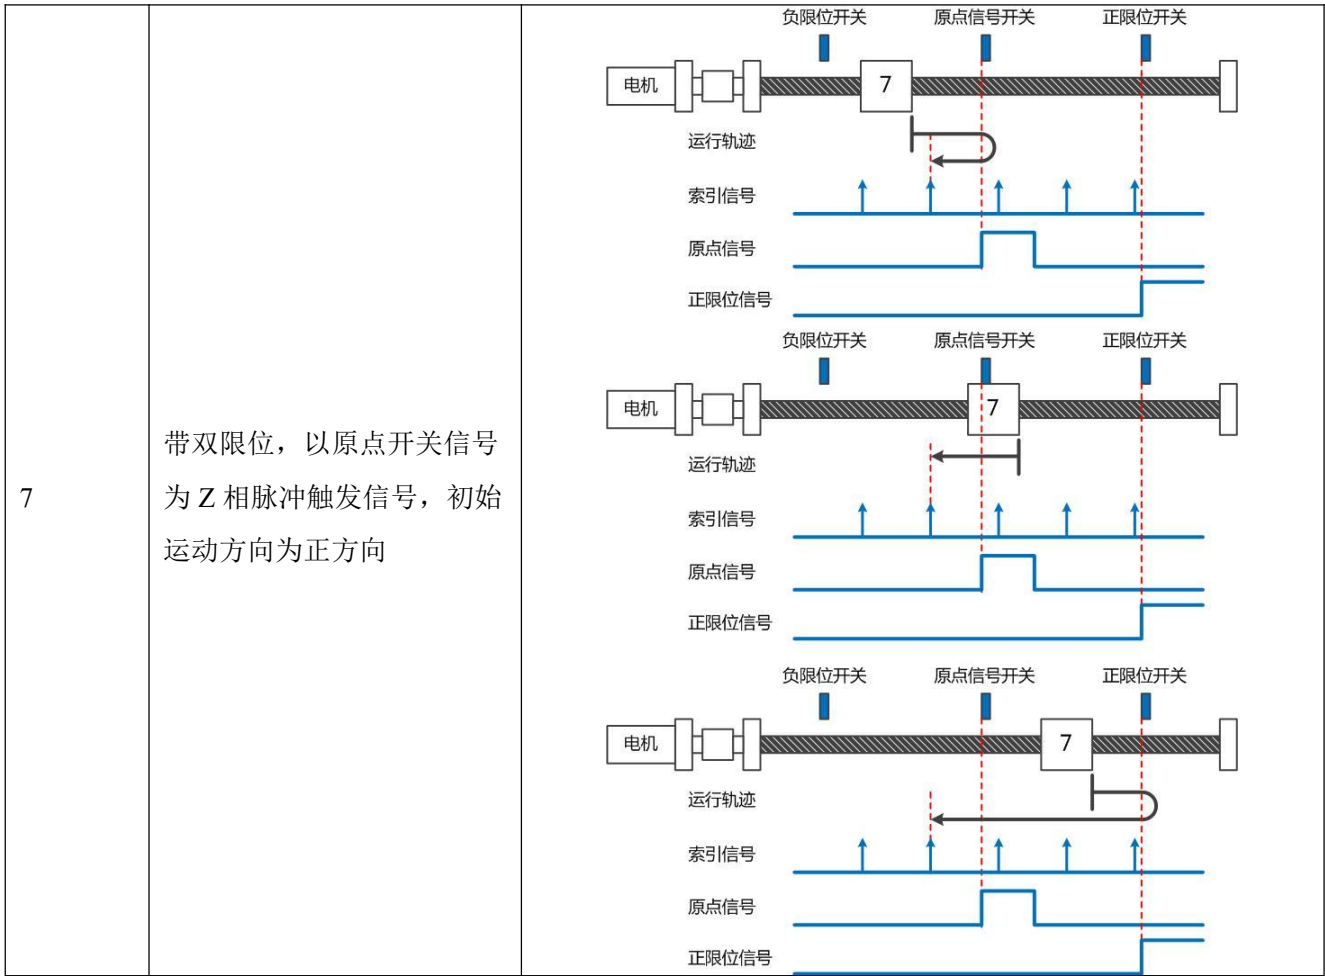 7
带双限位，以原点开关信号
为 Z 相脉冲触发信号，初始
运动方向为正方向
负限位开关 原点信号开关 正限位开关
电机 7
运行轨迹
索引信号
原点信号
正限位信号
负限位开关 原点信号开关 正限位开关
电机 7
运行轨迹
索引信号
原点信号
正限位信号
负限位开关 原点信号开关 正限位开关
电机 7
运行轨迹
索引信号
原点信号
正限位信号